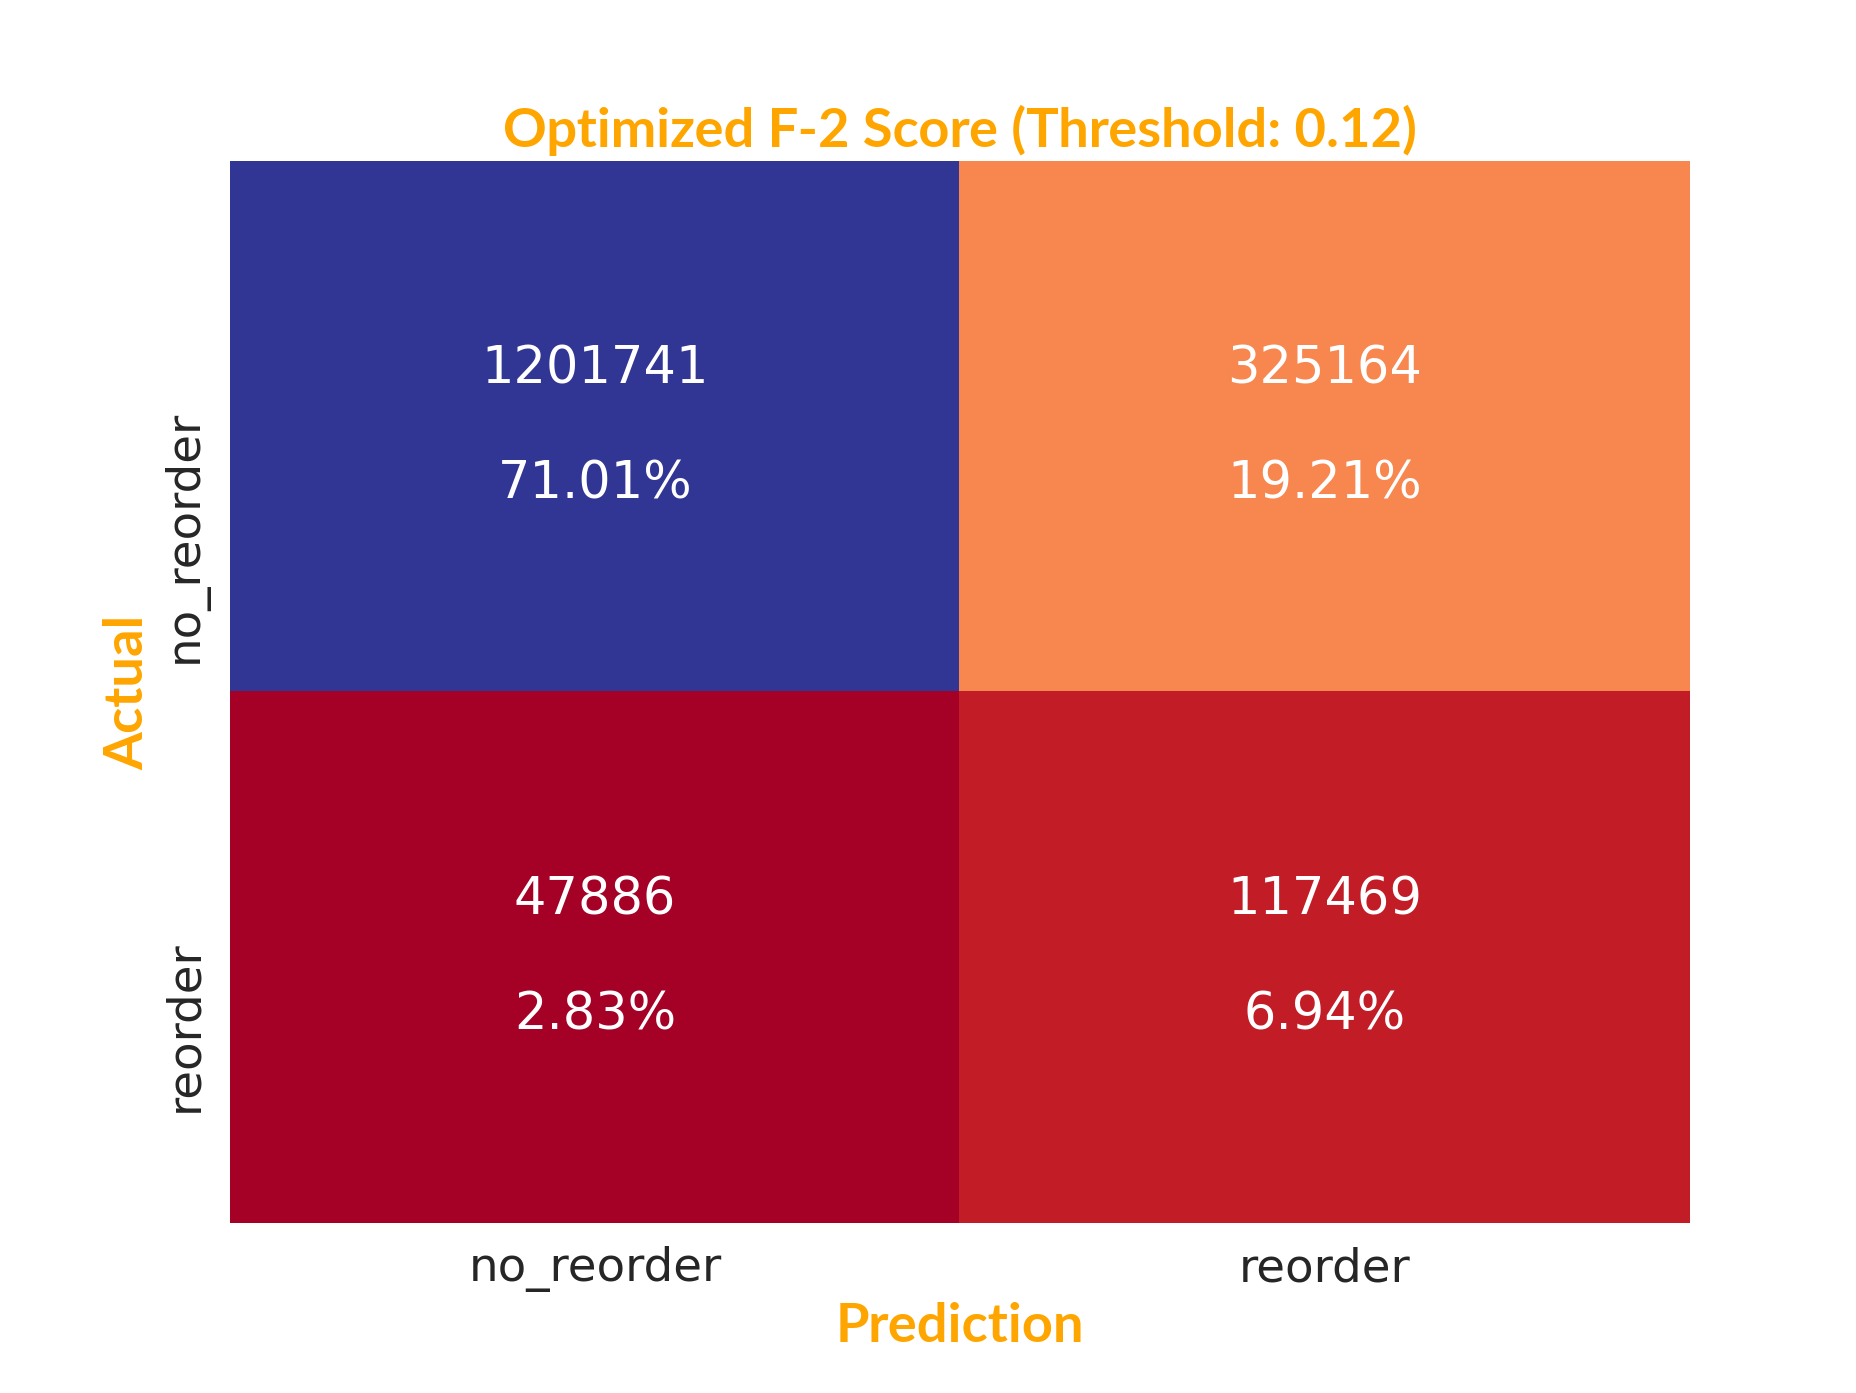 Optimized F-2 Score (Threshold: 0.12)
Actual
no_reorder
1201741
71.01%
325164
19.21%
reorder
47886
2.83%
117469
6.94%
no_reorder
reorder
Prediction